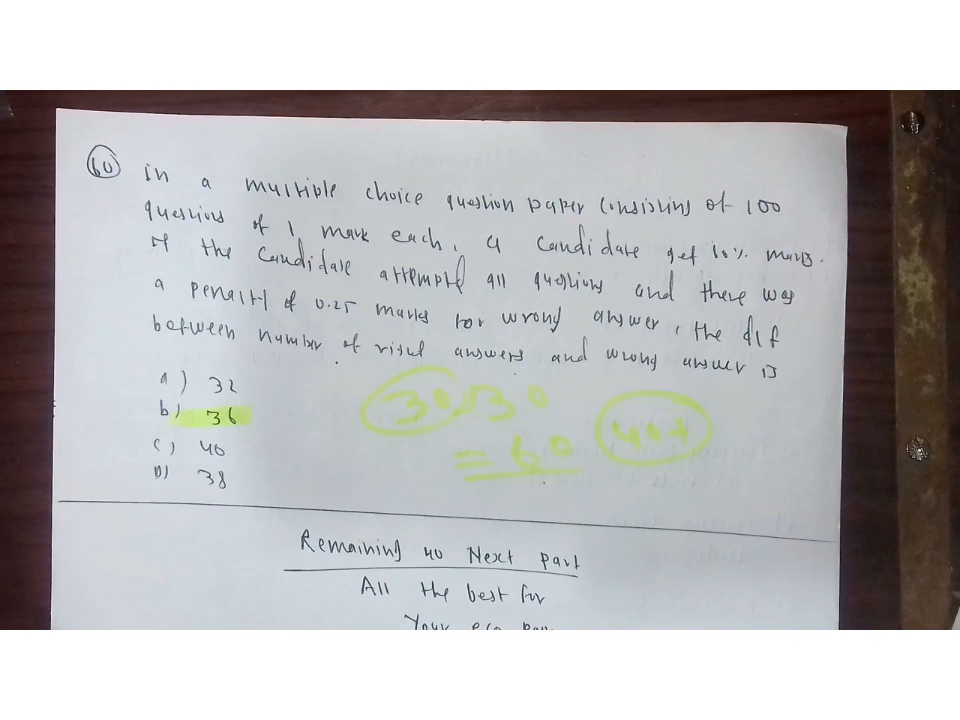 60 In a multiple choice question paper consisting of 100
questions of 1 mark each, a candidate get 10% marks.
If the candidate attempted all questions and there was
a penalty of 0.25 marks for wrong answer, the dif
between number of right answers and wrong answer is
a) 32
b) 36
c) 40
D) 38
30,30
= 60
40+
Remaining 40 Next part
All the best for
Your